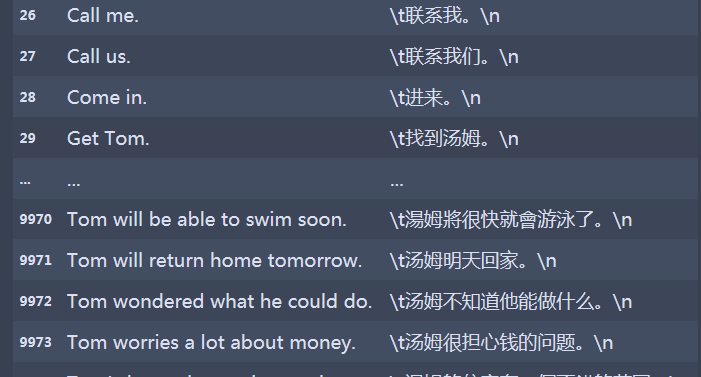 26 Call me. \t联系我。\n
27 Call us. \t联系我们。\n
28 Come in. \t进来。\n
29 Get Tom. \t找到汤姆。\n
... ... ...
9970 Tom will be able to swim soon. \t湯姆將很快就會游泳了。\n
9971 Tom will return home tomorrow. \t汤姆明天回家。\n
9972 Tom wondered what he could do. \t汤姆不知道他能做什么。\n
9973 Tom worries a lot about money. \t汤姆很担心钱的问题。\n